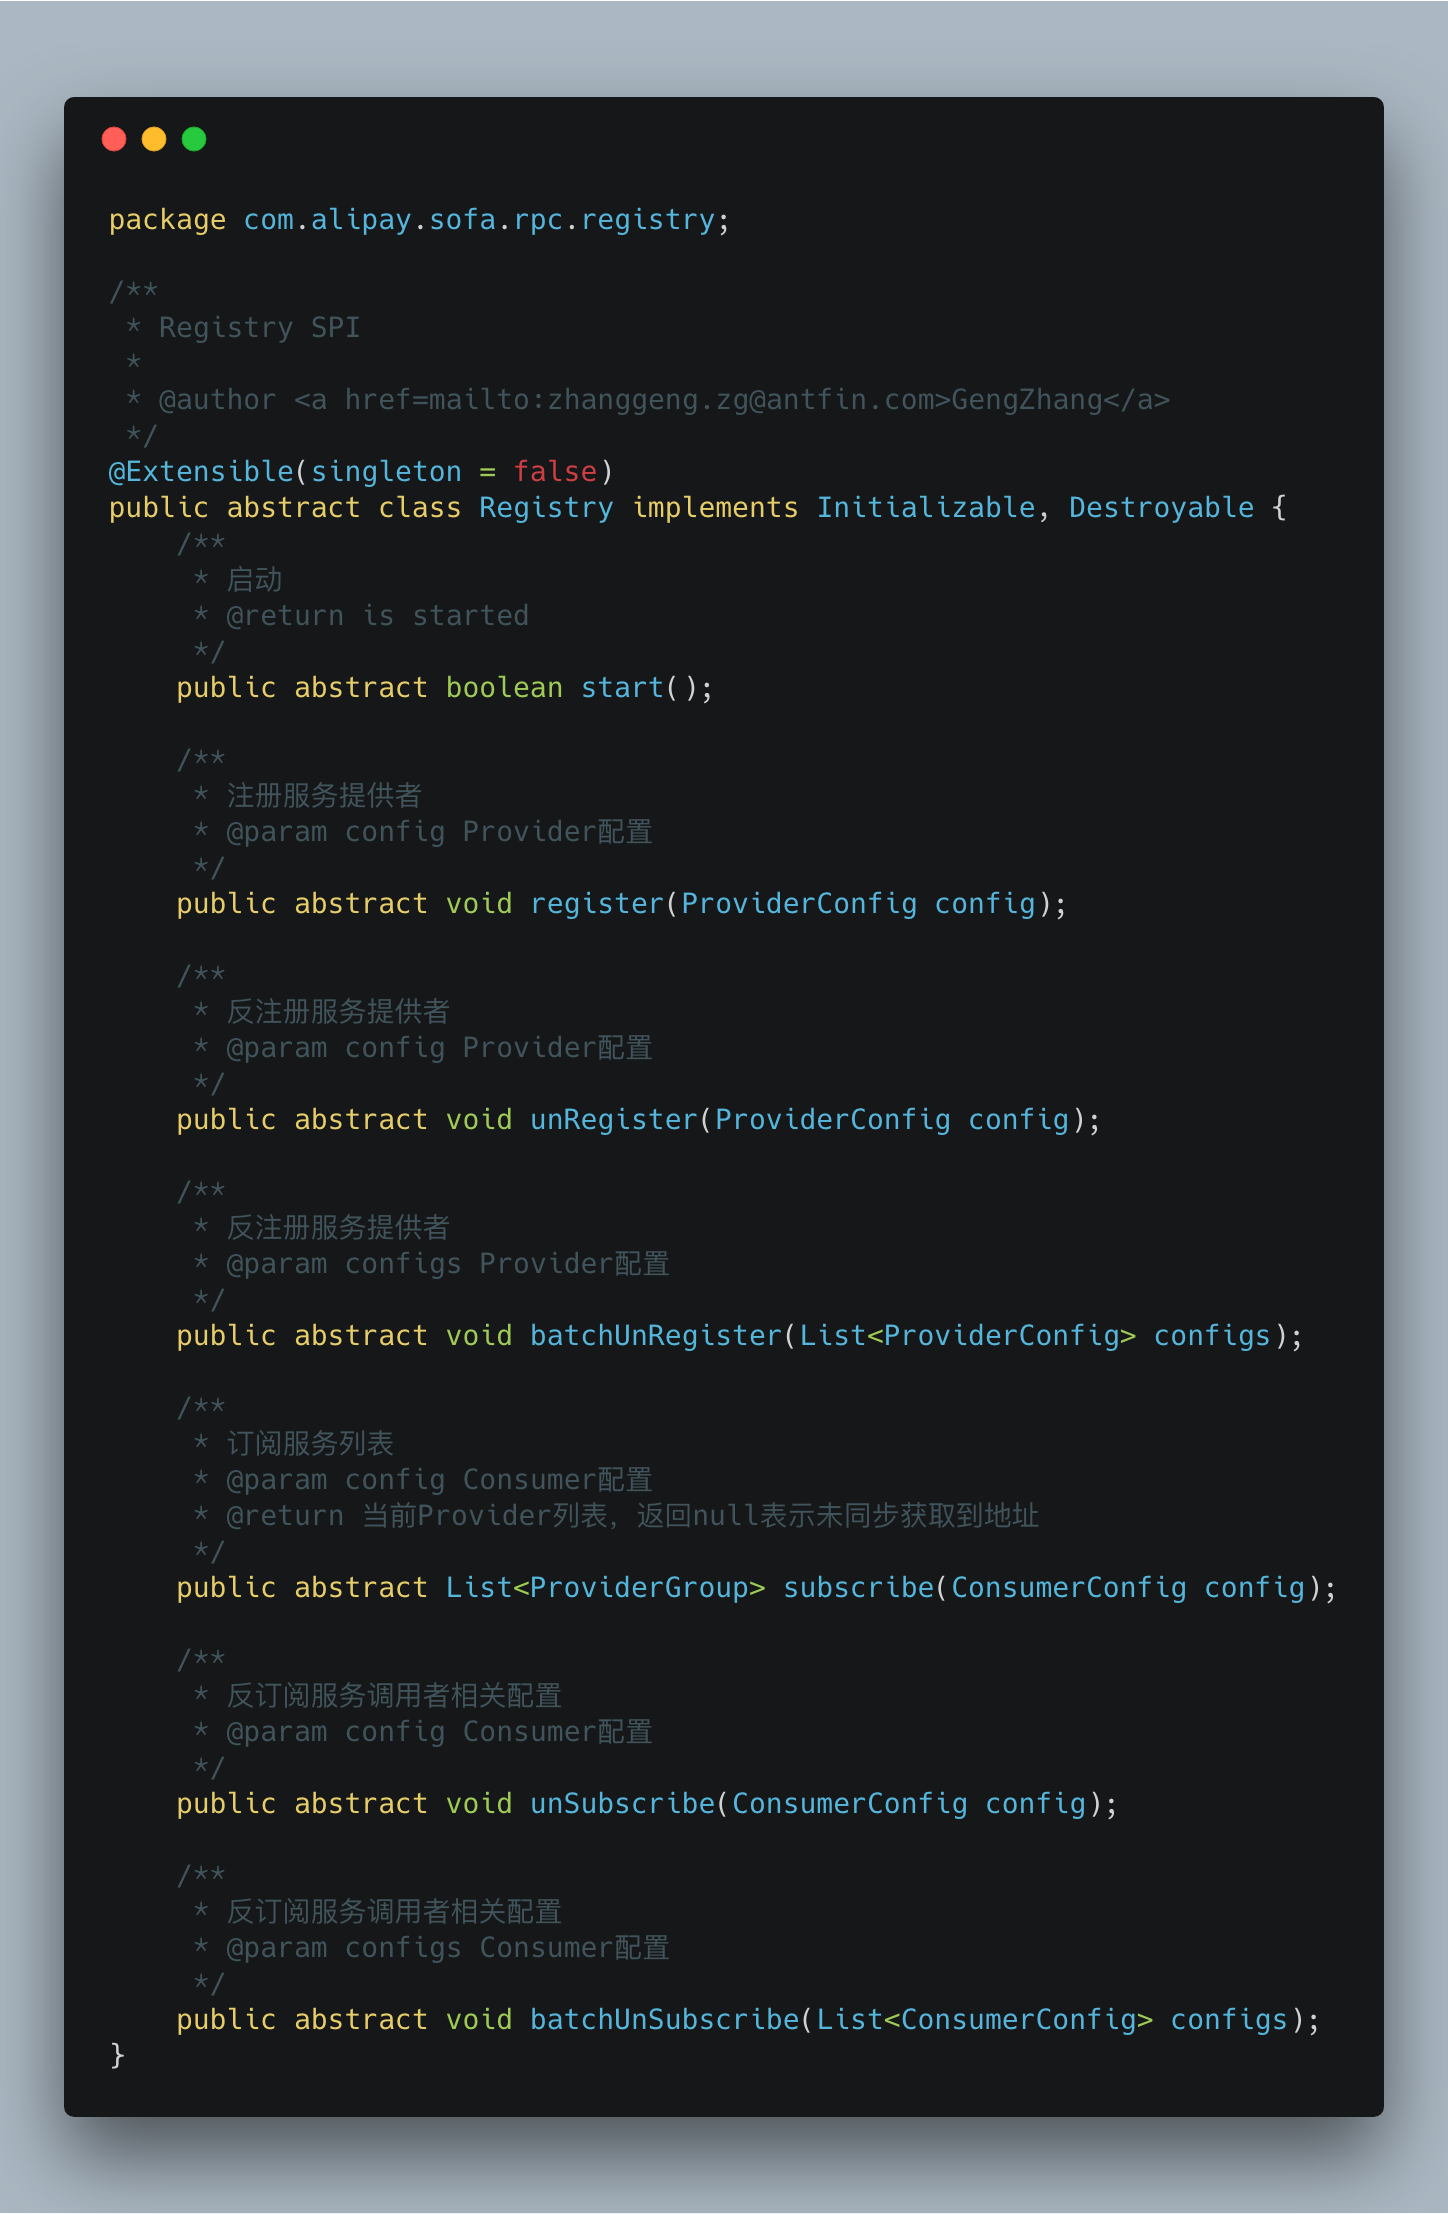 package com.alipay.sofa.rpc.registry;
/**
 * Registry SPI
 *
 * @author <a href=mailto:zhanggeng.zg@antfin.com>GengZhang</a>
 */
@Extensible(singleton = false)
public abstract class Registry implements Initializable, Destroyable {
    /**
     * 启动
     * @return is started
     */
    public abstract boolean start();
    /**
     * 注册服务提供者
     * @param config Provider配置
     */
    public abstract void register(ProviderConfig config);
    /**
     * 反注册服务提供者
     * @param config Provider配置
     */
    public abstract void unRegister(ProviderConfig config);
    /**
     * 反注册服务提供者
     * @param configs Provider配置
     */
    public abstract void batchUnRegister(List<ProviderConfig> configs);
    /**
     * 订阅服务列表
     * @param config Consumer配置
     * @return 当前Provider列表，返回null表示未同步获取到地址
     */
    public abstract List<ProviderGroup> subscribe(ConsumerConfig config);
    /**
     * 反订阅服务调用者相关配置
     * @param config Consumer配置
     */
    public abstract void unSubscribe(ConsumerConfig config);
    /**
     * 反订阅服务调用者相关配置
     * @param configs Consumer配置
     */
    public abstract void batchUnSubscribe(List<ConsumerConfig> configs);
}